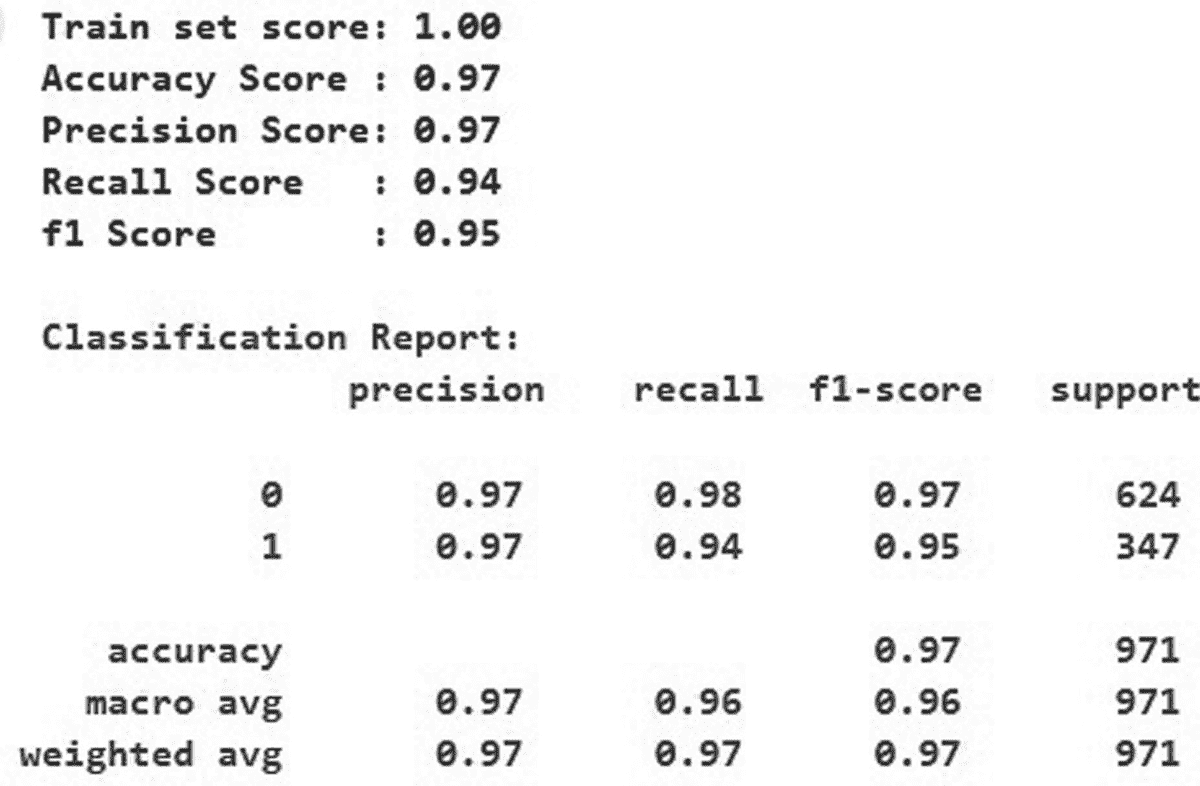 Train set score: 1.00
Accuracy Score : 0.97
Precision Score: 0.97
Recall Score   : 0.94
f1 Score       : 0.95
Classification Report:
precision recall f1-score support
0 0.97 0.98 0.97 624
1 0.97 0.94 0.95 347
accuracy 0.97 971
macro avg 0.97 0.96 0.96 971
weighted avg 0.97 0.97 0.97 971